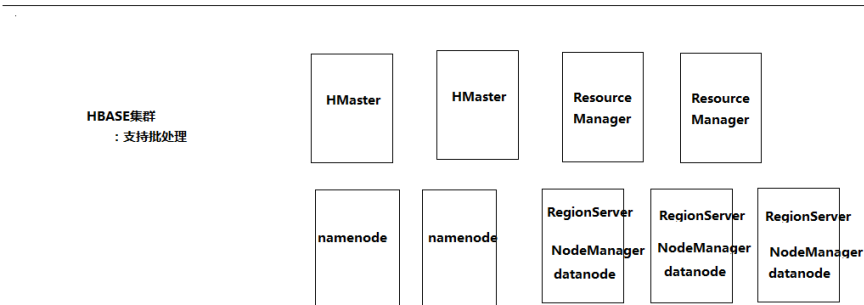 HBASE集群
：支持批处理
HMaster
HMaster
Resource
Manager
Resource
Manager
namenode
namenode
RegionServer
NodeManager
datanode
RegionServer
NodeManager
datanode
RegionServer
NodeManager
datanode